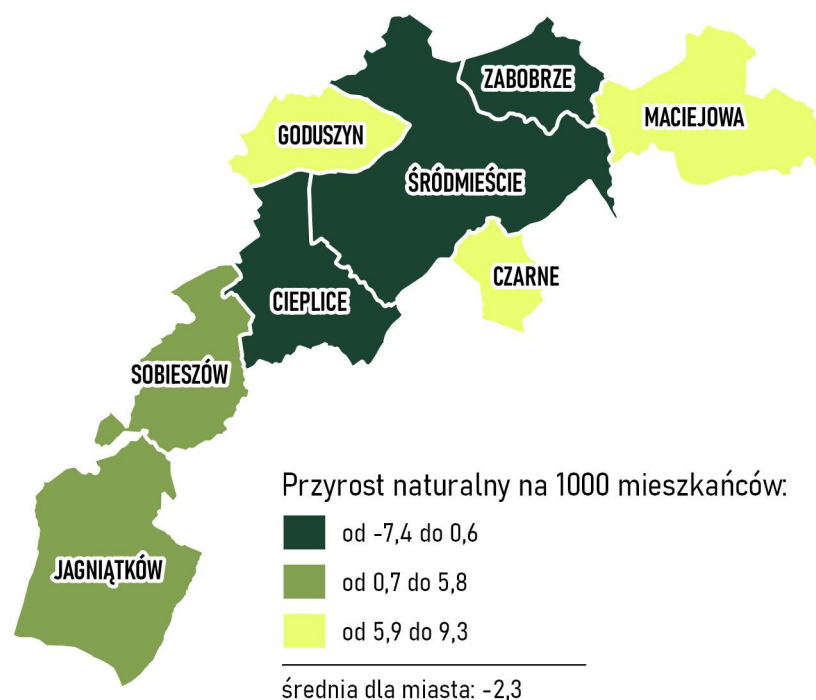 ZABOBRZE
MACIEJOWA
GODUSZYN
ŚRÓDMIEŚCIE
CZARNE
CIEPLICE
SOBIESZÓW
JAGNIĄTKÓW
Przyrost naturalny na 1000 mieszkańców:
od -7,4 do 0,6
od 0,7 do 5,8
od 5,9 do 9,3
średnia dla miasta: -2,3